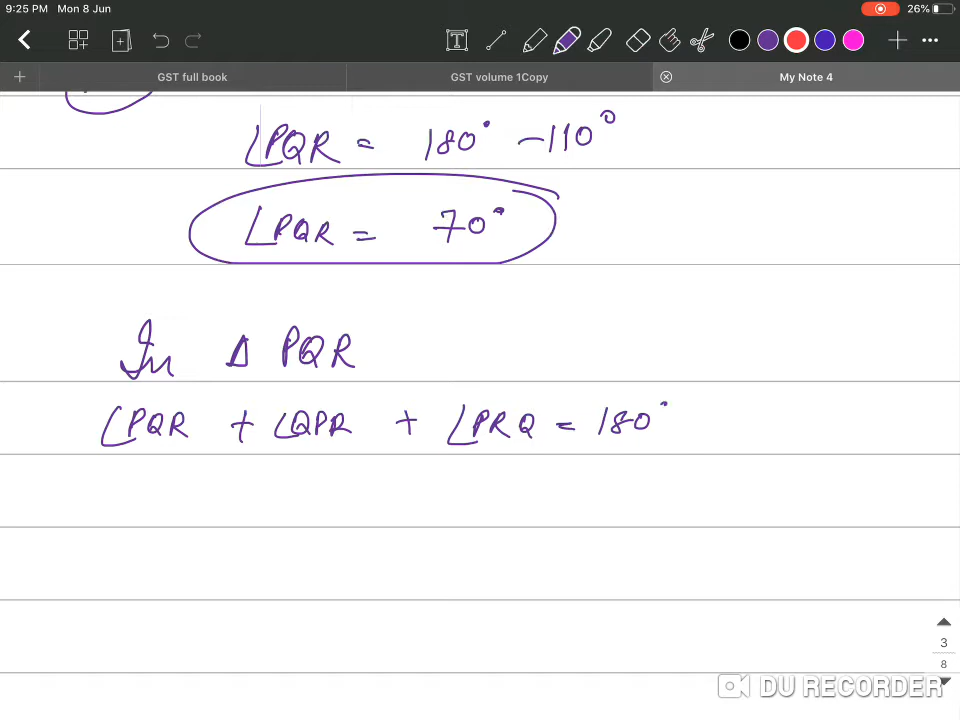 9:25 PM Mon 8 Jun 26%
GST full book GST volume 1Copy My Note 4
∠PQR = 180° - 110°
∠PQR = 70°
In Δ PQR
∠PQR + ∠QPR + ∠PRQ = 180°
3
8
DU RECORDER